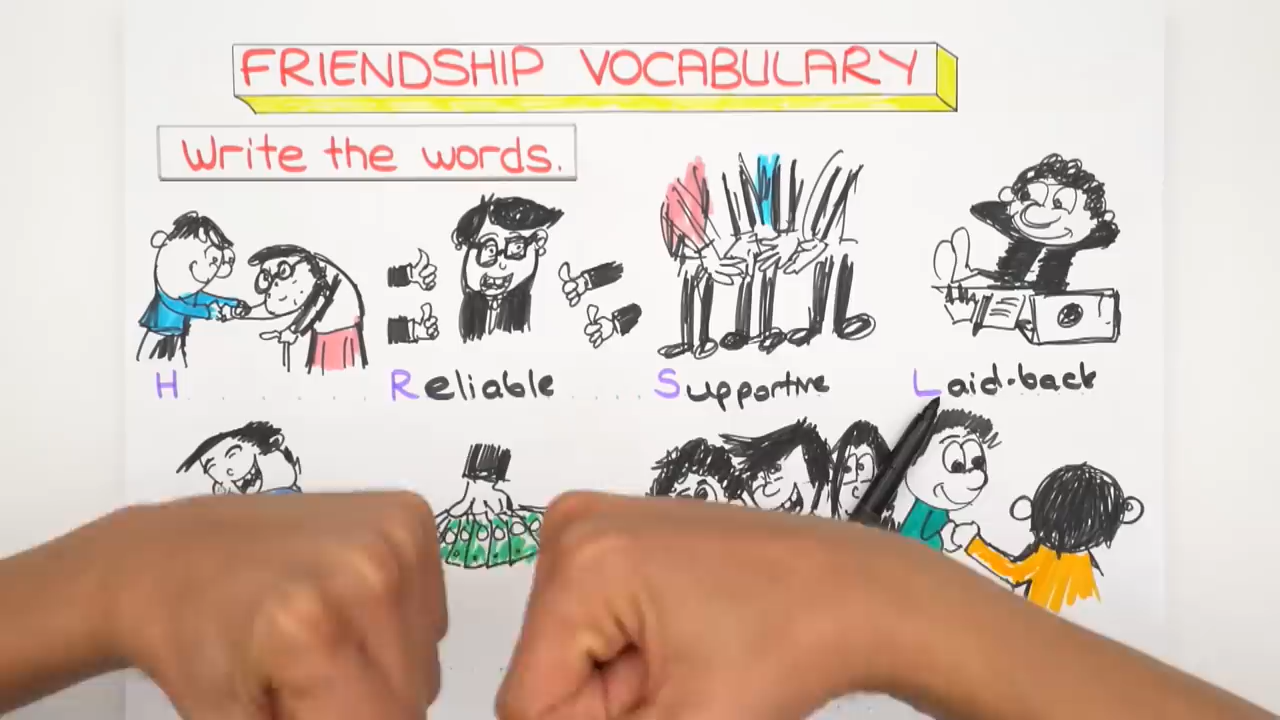 FRIENDSHIP VOCABULARY
Write the words.
H Reliable Supportive Laid-back